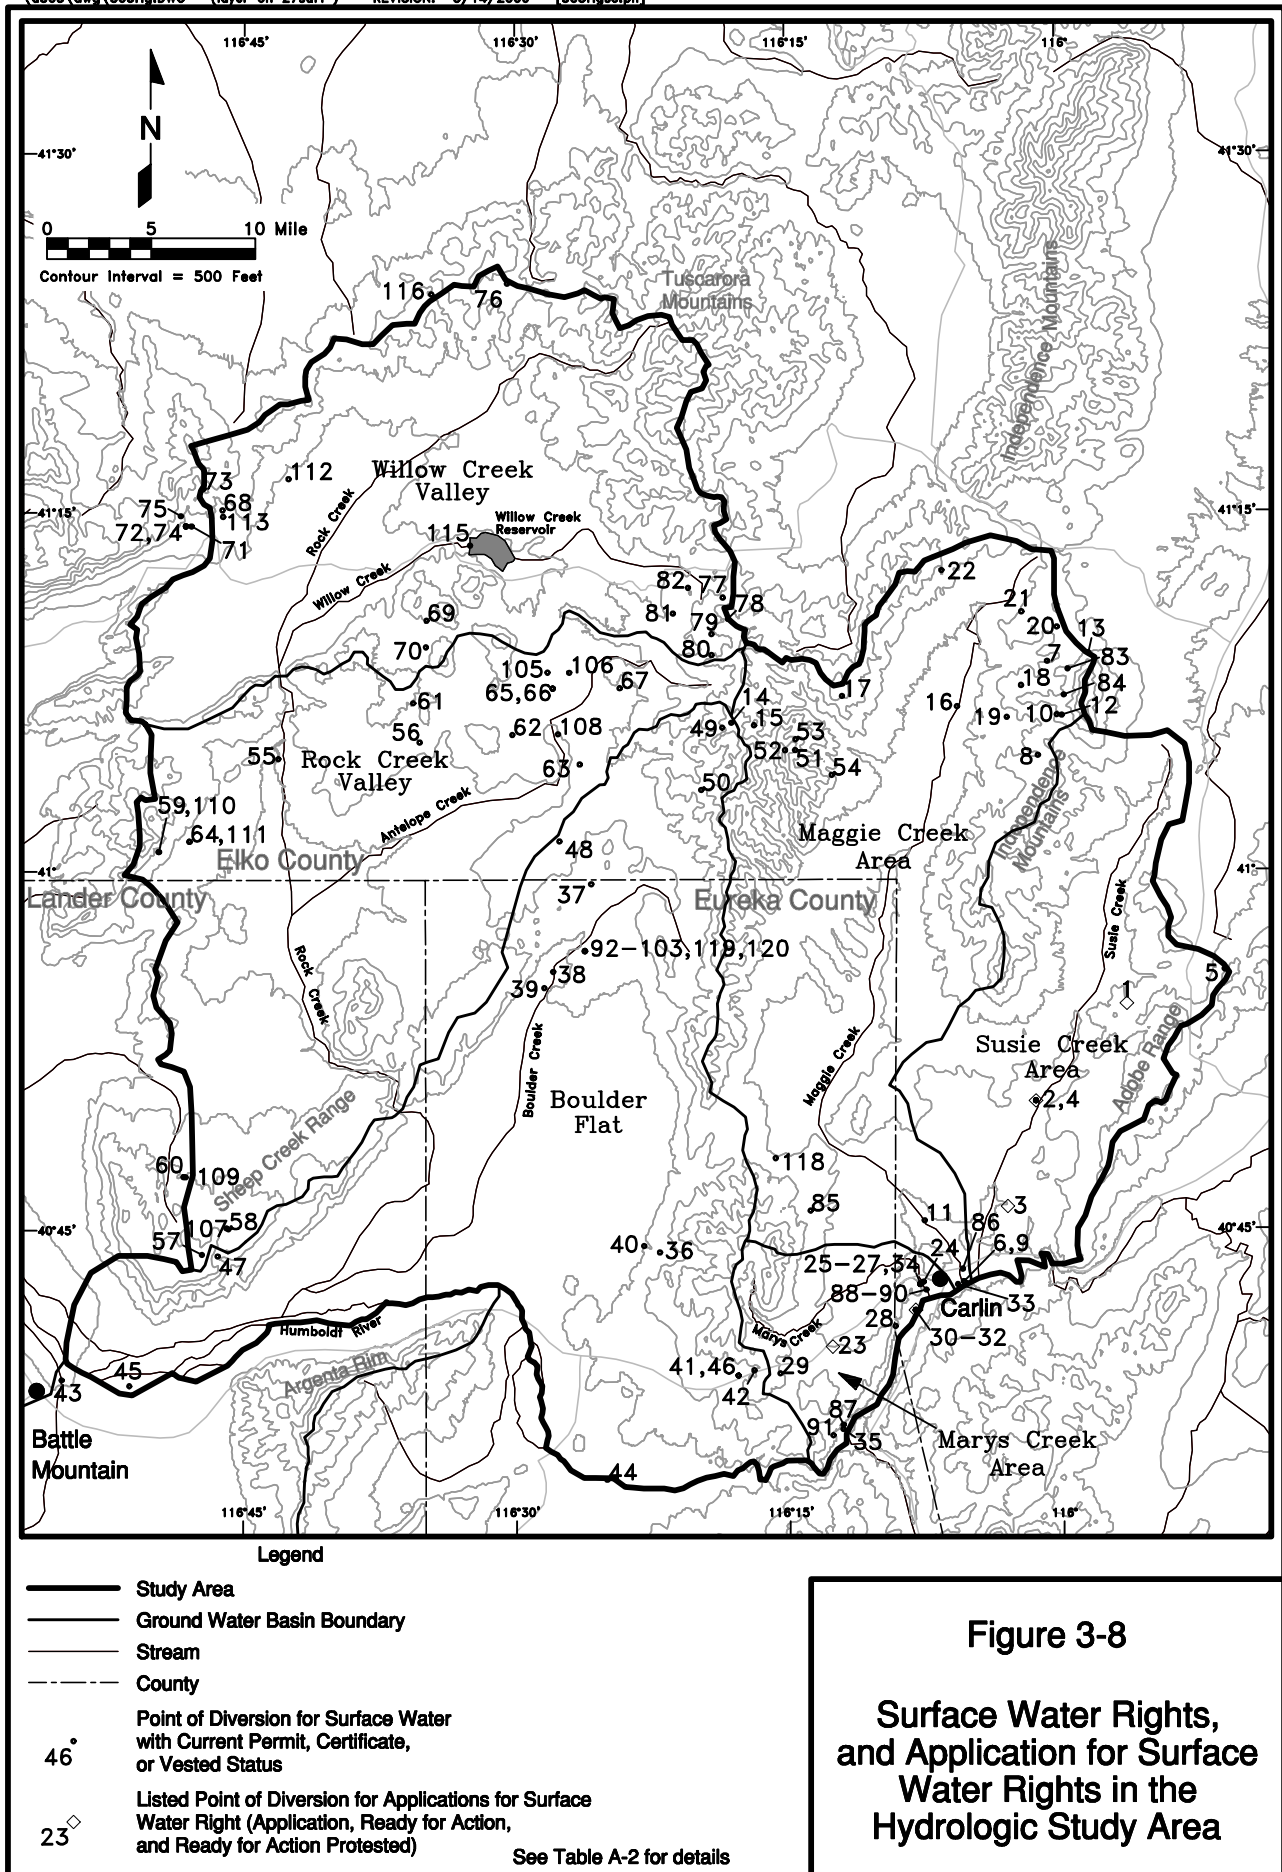 116°45'
116°30'
116°15'
116°
N
41°30'
41°30'
0 5 10 Mile
Contour Interval = 500 Feet
Tuscarora
Mountains
Independence Mountains
116
76
73
112
Willow Creek
Valley
Rock Creek
41°15'
75
68
113
72,74
71
115
Willow Creek
Reservoir
41°15'
Willow Creek
22
82
77
78
81
79
80
69
70
21
20
13
7
83
18
84
105
106
65,66
67
17
14
16
19
10
12
61
62
108
49
15
53
56
55
Rock Creek
Valley
63
52
51
54
8
50
59,110
64,111
Antelope Creek
48
Maggie Creek
Area
Independence
Mountains
Elko County
41°
41°
Lander County
37
Eureka County
Susie Creek
Rock Creek
92-103,119,120
38
39
5
1
Boulder Creek
Maggie Creek
Susie Creek
Area
Adobe Range
Boulder
Flat
2,4
Sheep Creek Range
60
109
118
85
3
11
86
40°45'
40°45'
107
58
57
47
40
36
24
6,9
25-27,34
88-90
Carlin
33
28
30-32
Humboldt River
Marys Creek
23
Argenta Rim
45
43
41,46
42
29
87
91
35
Battle
Mountain
Marys Creek
Area
44
116°45'
116°30'
116°15'
116°
Legend
Study Area
Ground Water Basin Boundary
Stream
County
Point of Diversion for Surface Water
46 with Current Permit, Certificate,
or Vested Status
Listed Point of Diversion for Applications for Surface
23 Water Right (Application, Ready for Action,
and Ready for Action Protested)
See Table A-2 for details
Figure 3-8
Surface Water Rights,
and Application for Surface
Water Rights in the
Hydrologic Study Area